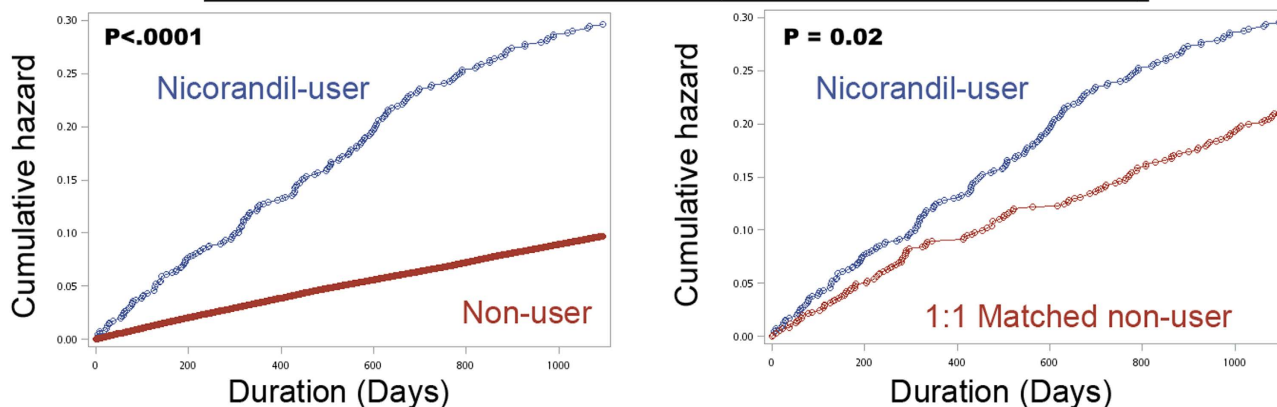 Cumulative hazard
0.30
0.25
0.20
0.15
0.10
0.05
0.00
P<.0001
Nicorandil-user
Non-user
0
200
400
600
800
1000
Duration (Days)
Cumulative hazard
0.30
0.25
0.20
0.15
0.10
0.05
0.00
P = 0.02
Nicorandil-user
1:1 Matched non-user
0
200
400
600
800
1000
Duration (Days)